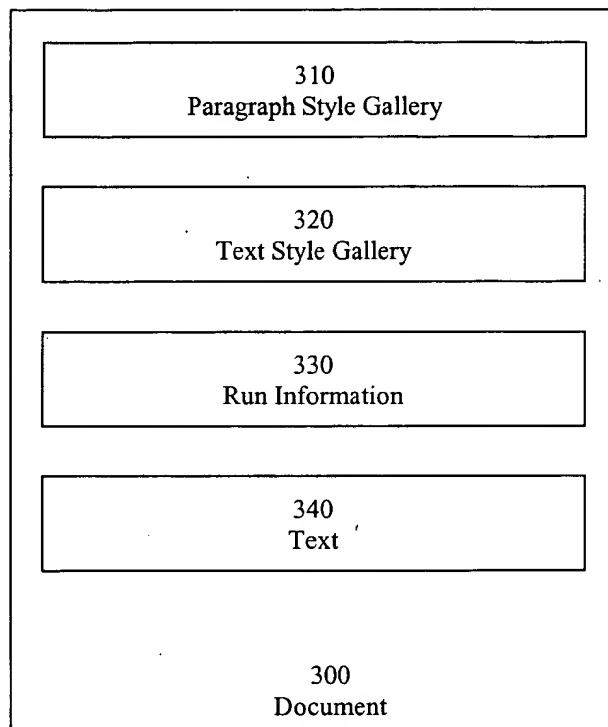 310
Paragraph Style Gallery
320
Text Style Gallery
330
Run Information
340
Text
300
Document